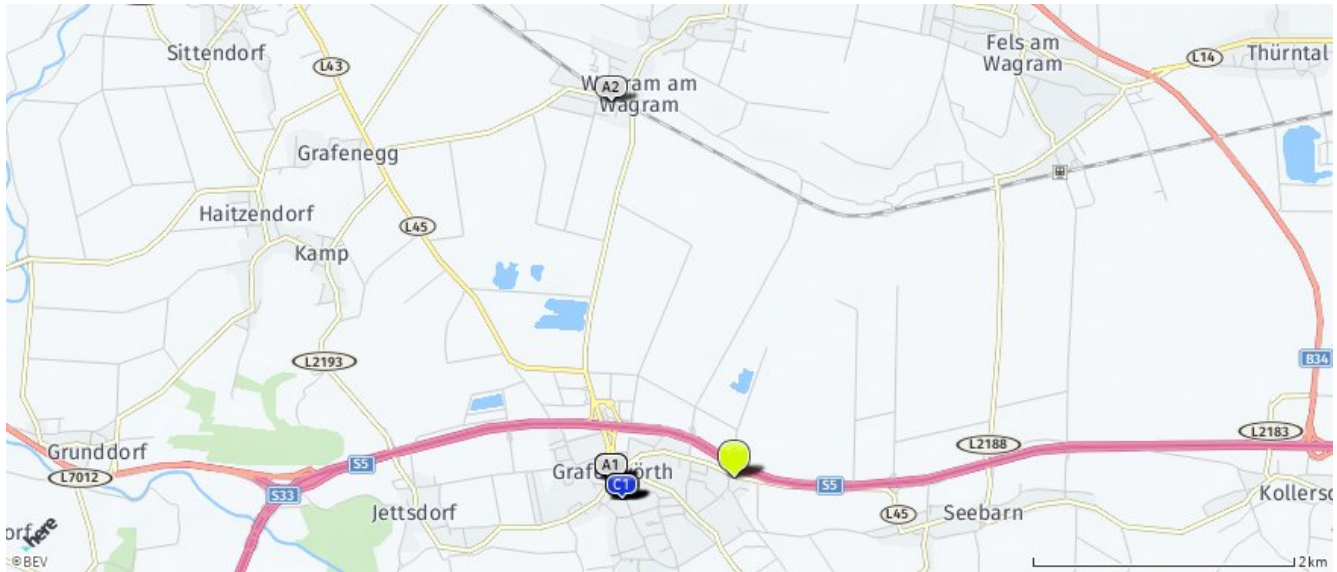 Sittendorf
L43
Fels am
Wagram
L14
Thürntal
A2
Wagram am
Wagram
Grafenegg
Haitzendorf
L45
Kamp
L2193
B34
Grunddorf
L7012
S5
S33
A1
C1
L2188
L2183
S5
Jettsdorf
L45
Seebarn
here
©BEV
2km